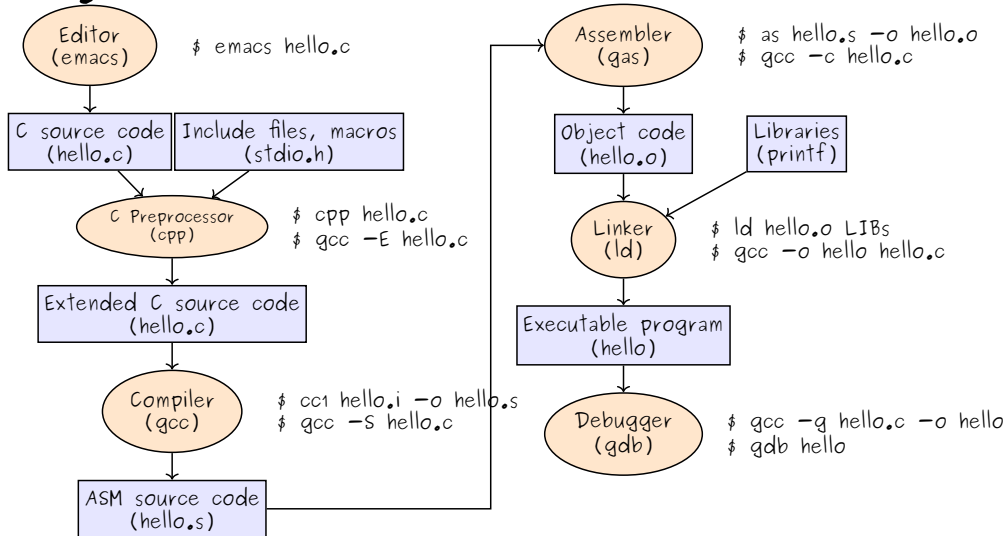 Editor
(emacs)
$ emacs hello.c
C source code
(hello.c)
Include files, macros
(stdio.h)
C Preprocessor
(cpp)
$ cpp hello.c
$ gcc -E hello.c
Extended C source code
(hello.c)
Compiler
(gcc)
$ cc1 hello.i -o hello.s
$ gcc -S hello.c
ASM source code
(hello.s)
Assembler
(gas)
$ as hello.s -o hello.o
$ gcc -c hello.c
Object code
(hello.o)
Libraries
(printf)
Linker
(ld)
$ ld hello.o LIBs
$ gcc -o hello hello.c
Executable program
(hello)
Debugger
(gdb)
$ gcc -g hello.c -o hello
$ gdb hello